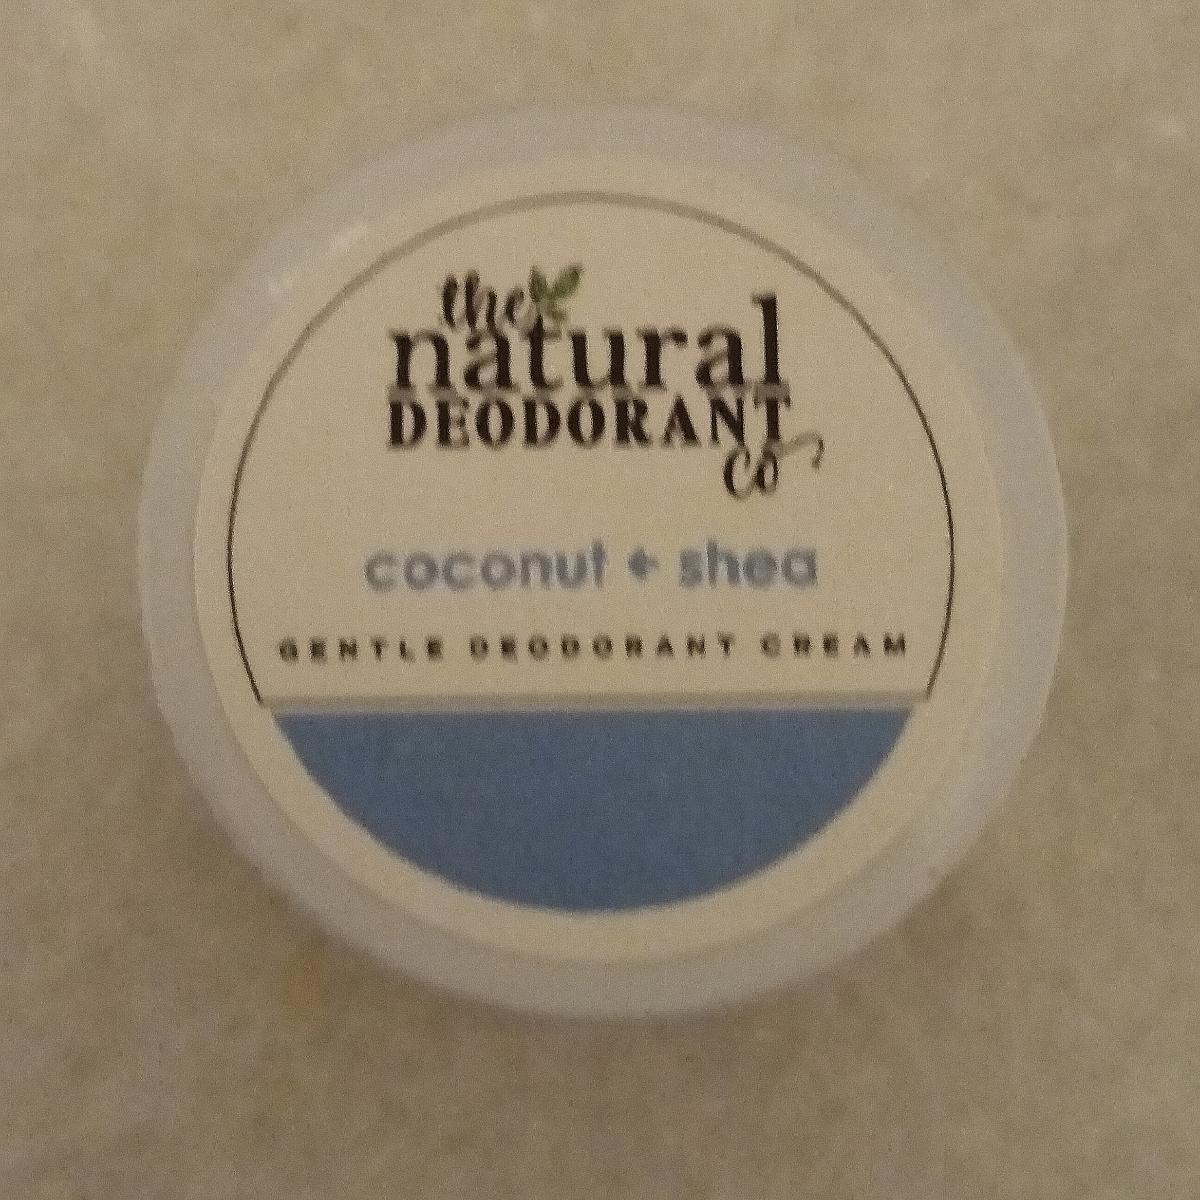 the
natural
DEODORANT
co
coconut + shea
GENTLE DEODORANT CREAM